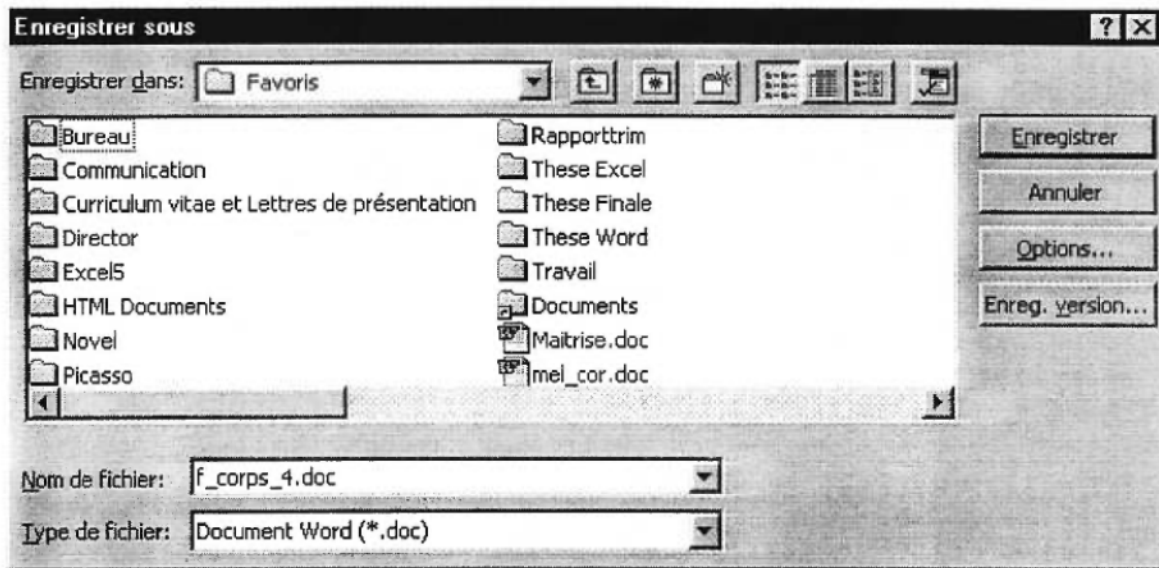 Enregistrer sous
Enregistrer dans: Favoris
Bureau
Communication
Curriculum vitae et Lettres de présentation
Director
Excel5
HTML Documents
Novel
Picasso
Rapporttrim
These Excel
These Finale
These Word
Travail
Documents
Maitrise.doc
mel_cor.doc
Enregistrer
Annuler
Options...
Enreg. version...
Nom de fichier: f_corps_4.doc
Type de fichier: Document Word (*.doc)